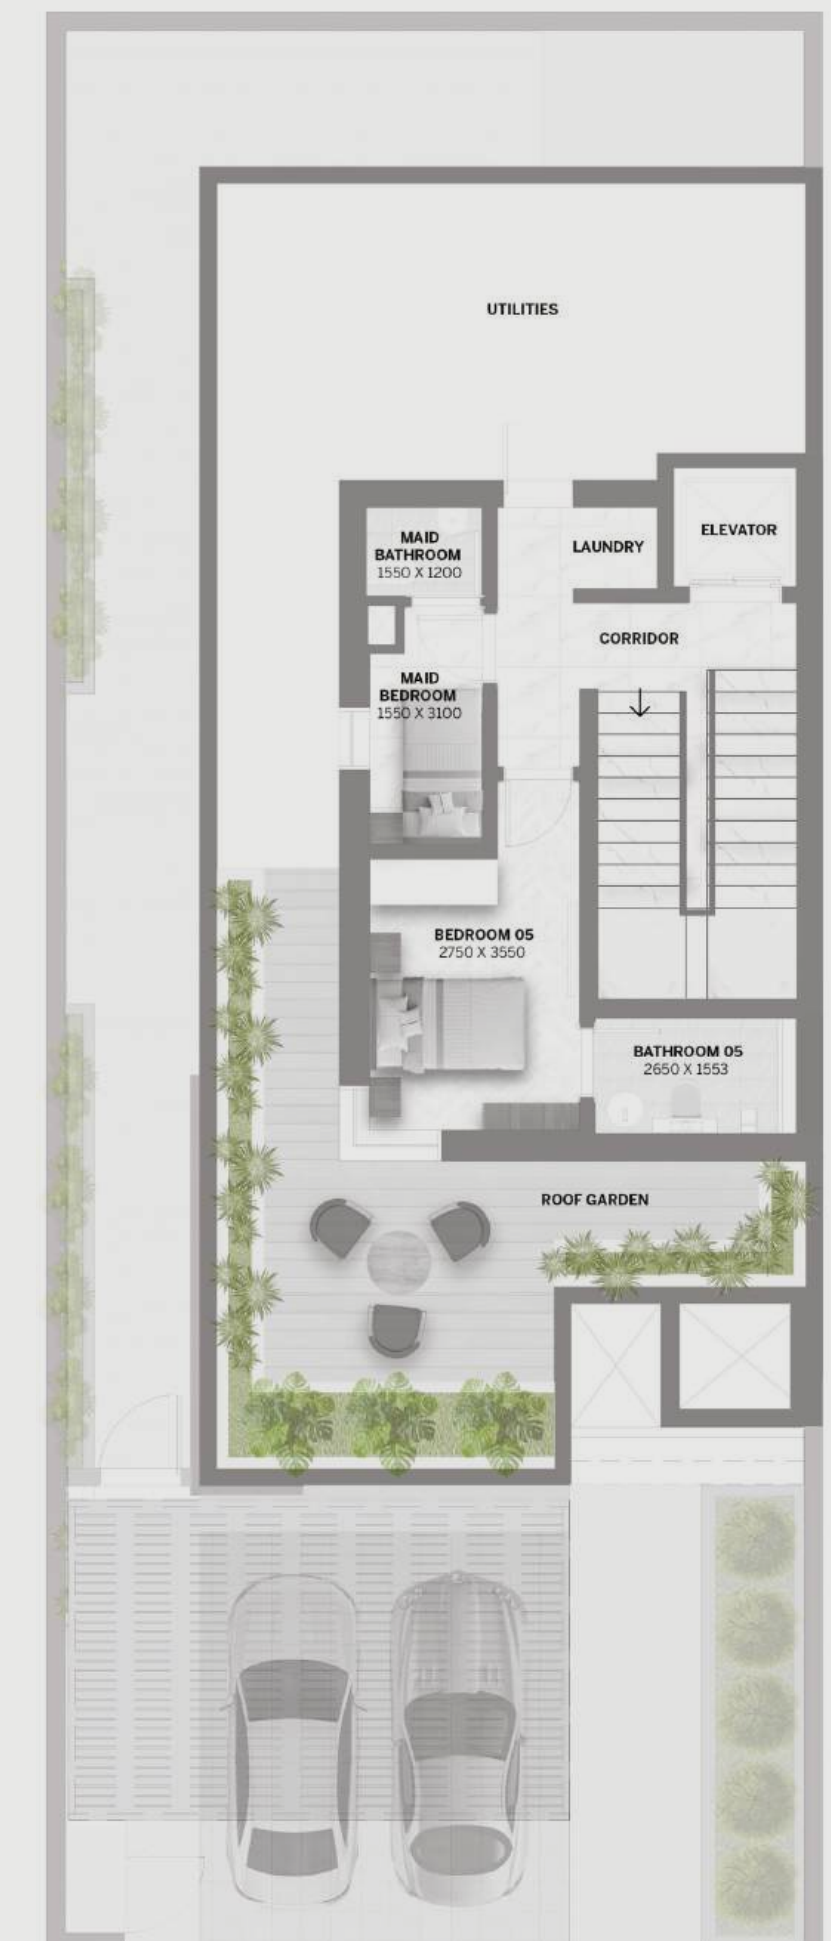 UTILITIES
ELEVATOR
MAID
BATHROOM
1550 X 1200
LAUNDRY
CORRIDOR
MAID
BEDROOM
1550 X 3100
BEDROOM 05
2750 X 3550
BATHROOM 05
2650 X 1553
ROOF GARDEN